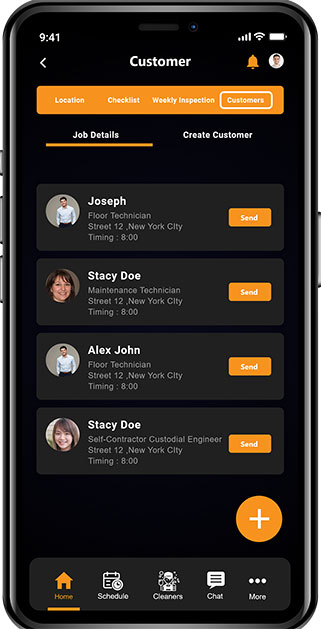 9:41
Customer
Location Checklist Weekly Inspection Customers
Job Details Create Customer
Joseph
Floor Technician
Street 12 ,New York CIty
Timing : 8:00
Send
Stacy Doe
Maintenance Technician
Street 12 ,New York CIty
Timing : 8:00
Send
Alex John
Floor Technician
Street 12 ,New York CIty
Timing : 8:00
Send
Stacy Doe
Self-Contractor Custodial Engineer
Street 12 ,New York CIty
Timing : 8:00
Send
Home Schedule Cleaners Chat More